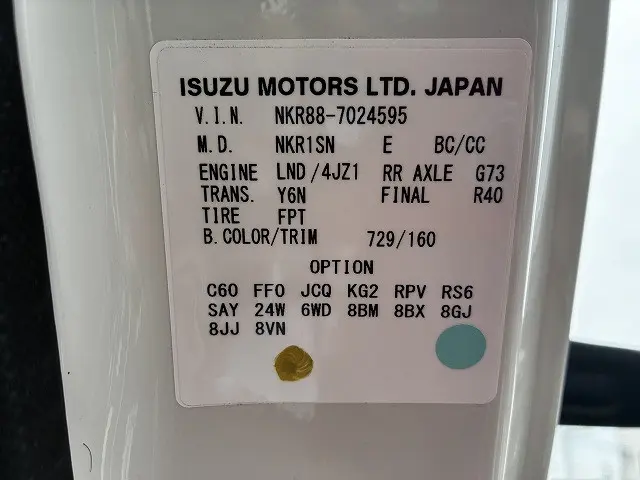 ISUZU MOTORS LTD. JAPAN
V.I.N. NKR88-7024595
M.D. NKR1SN E BC/CC
ENGINE LND/4JZ1 RR AXLE G73
TRANS. Y6N FINAL R40
TIRE FPT
B.COLOR/TRIM 729/160
OPTION
C60 FF0 JCQ KG2 RPV RS6
SAY 24W 6WD 8BM 8BX 8GJ
8JJ 8VN